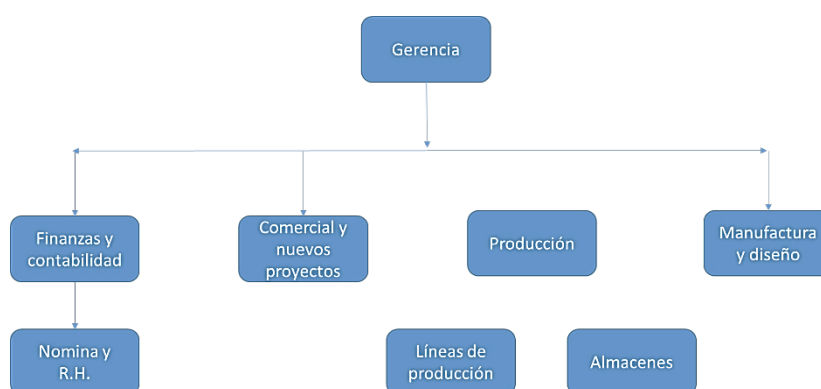 Gerencia
Finanzas y
contabilidad
Comercial y
nuevos
proyectos
Producción
Manufactura
y diseño
Nomina y
R.H.
Líneas de
producción
Almacenes